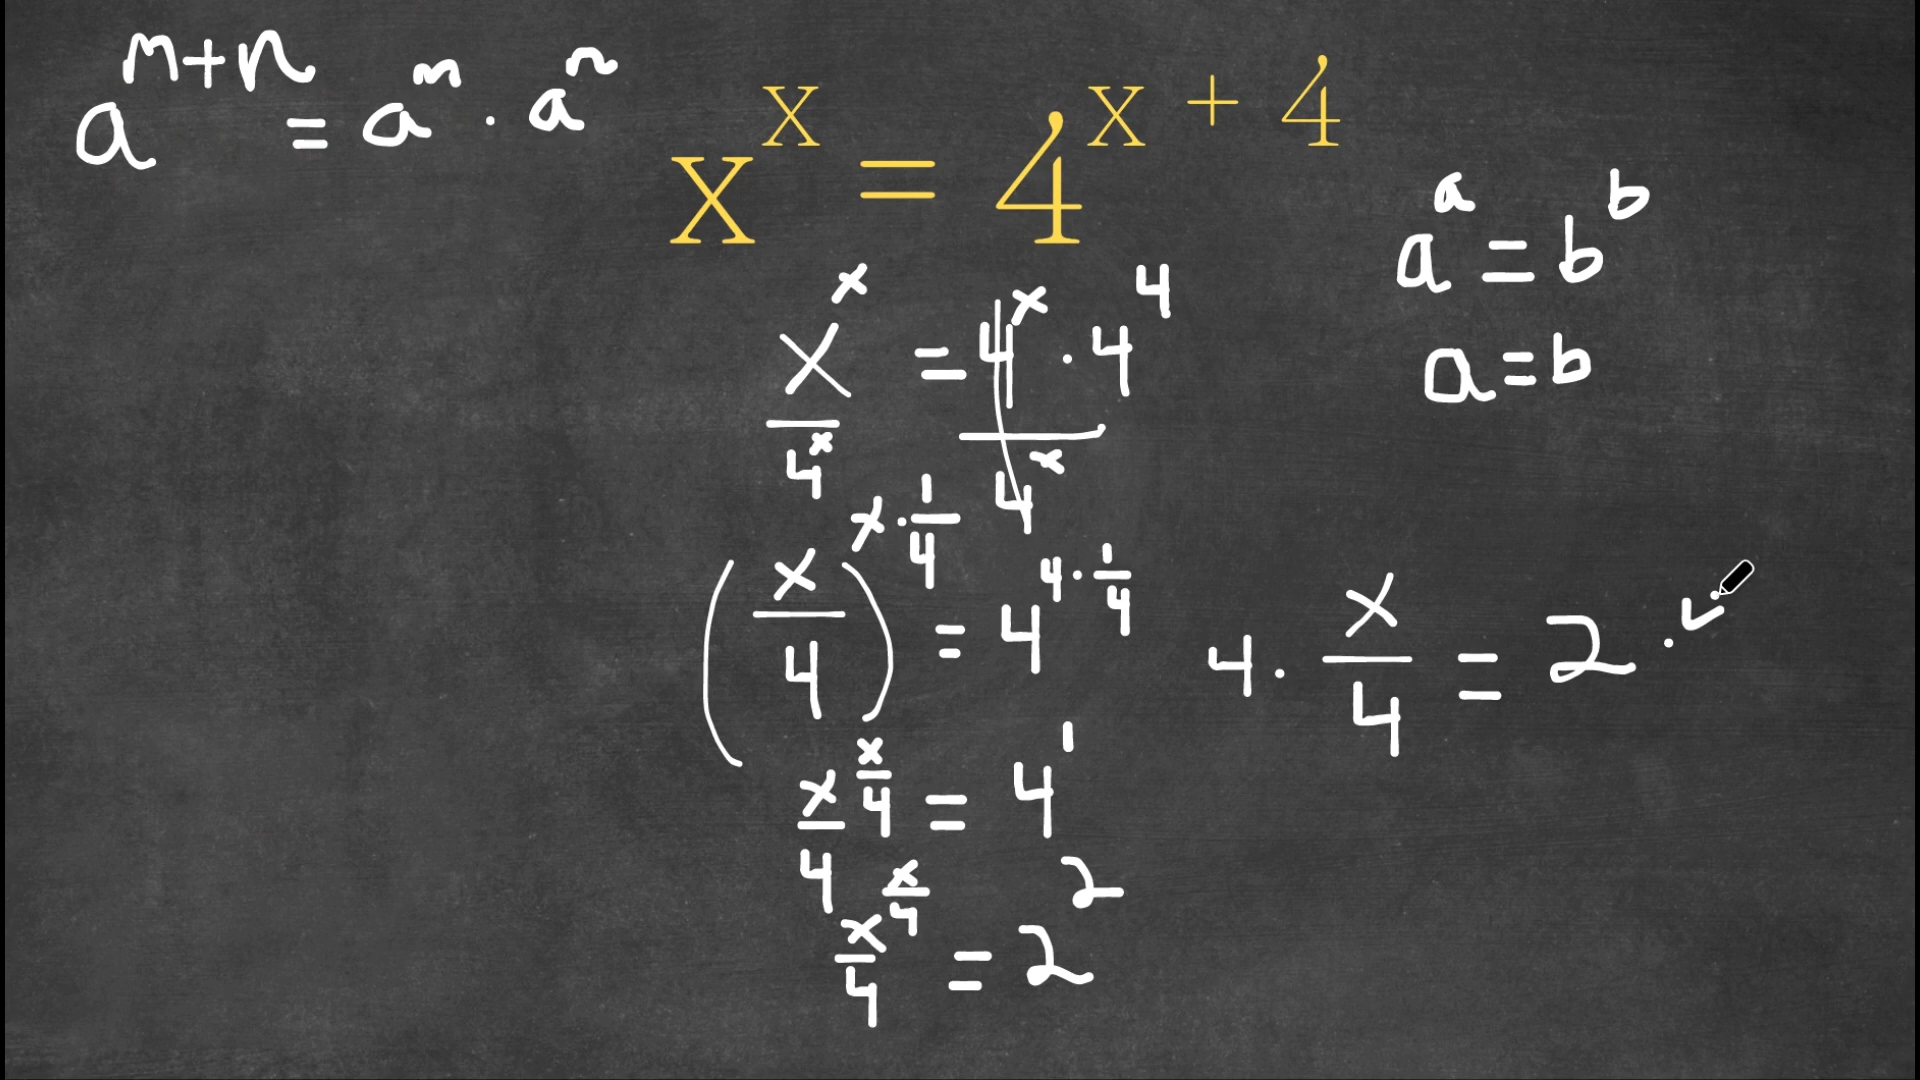 a^{m+n} = a^m · a^n
x^x = 4^{x + 4}
a^a = b^b
a = b
x^x / 4^x = 4^x · 4^4 / 4^x
(x/4)^{x · 1/4} = 4^{4 · 1/4}
4 · x/4 = 2 ·
x/4^{x/4} = 4^1
x/4^{x/4} = 2^2